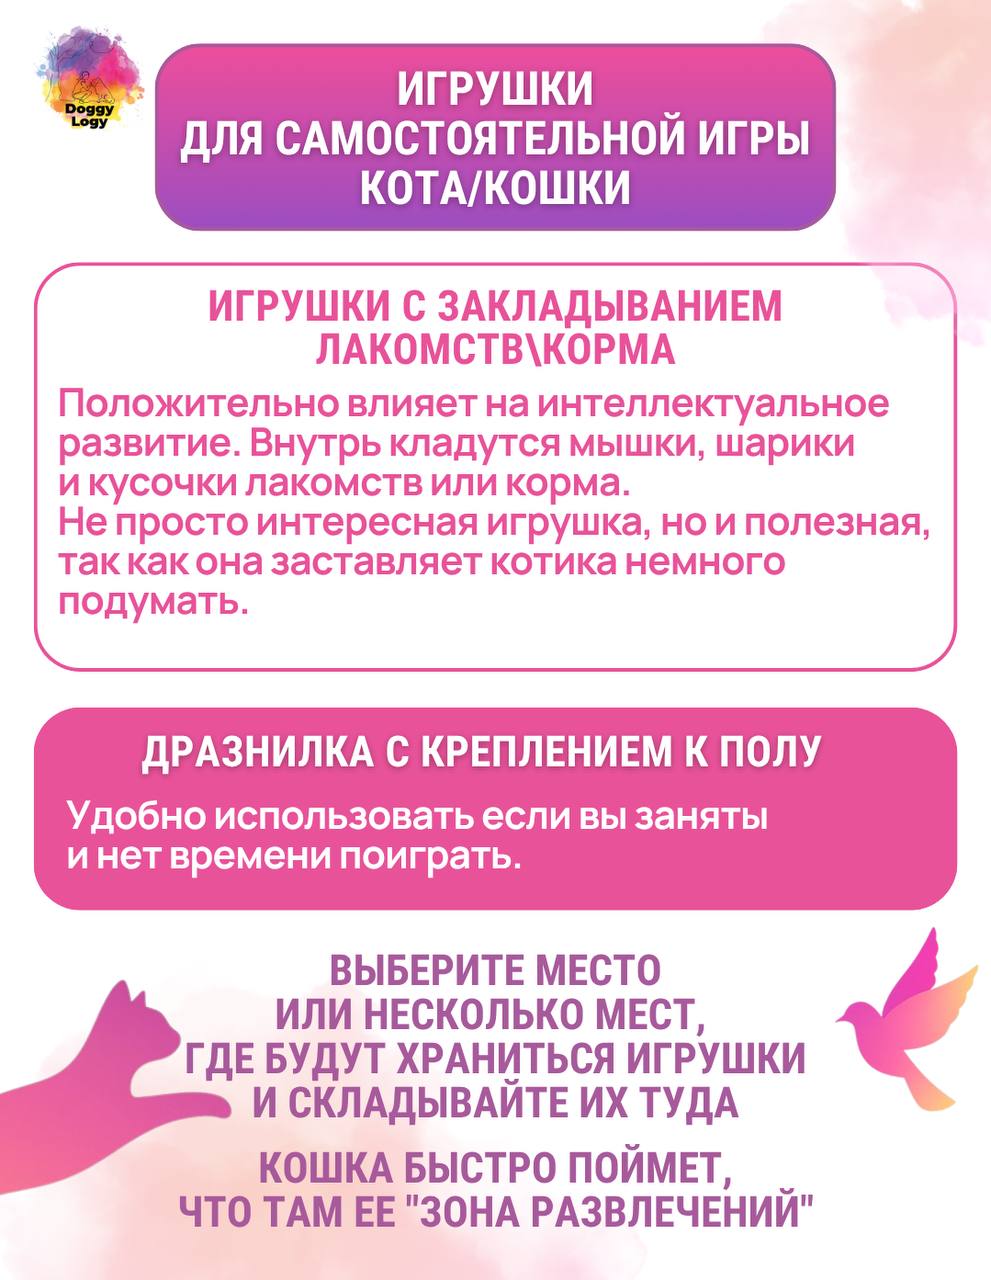 Doggy
Logy
ИГРУШКИ
ДЛЯ САМОСТОЯТЕЛЬНОЙ ИГРЫ
КОТА/КОШКИ
ИГРУШКИ С ЗАКЛАДЫВАНИЕМ
ЛАКОМСТВ\КОРМА
Положительно влияет на интеллектуальное
развитие. Внутрь кладутся мышки, шарики
и кусочки лакомств или корма.
Не просто интересная игрушка, но и полезная,
так как она заставляет котика немного
подумать.
ДРАЗНИЛКА С КРЕПЛЕНИЕМ К ПОЛУ
Удобно использовать если вы заняты
и нет времени поиграть.
ВЫБЕРИТЕ МЕСТО
ИЛИ НЕСКОЛЬКО МЕСТ,
ГДЕ БУДУТ ХРАНИТЬСЯ ИГРУШКИ
И СКЛАДЫВАЙТЕ ИХ ТУДА
КОШКА БЫСТРО ПОЙМЕТ,
ЧТО ТАМ ЕЕ "ЗОНА РАЗВЛЕЧЕНИЙ"